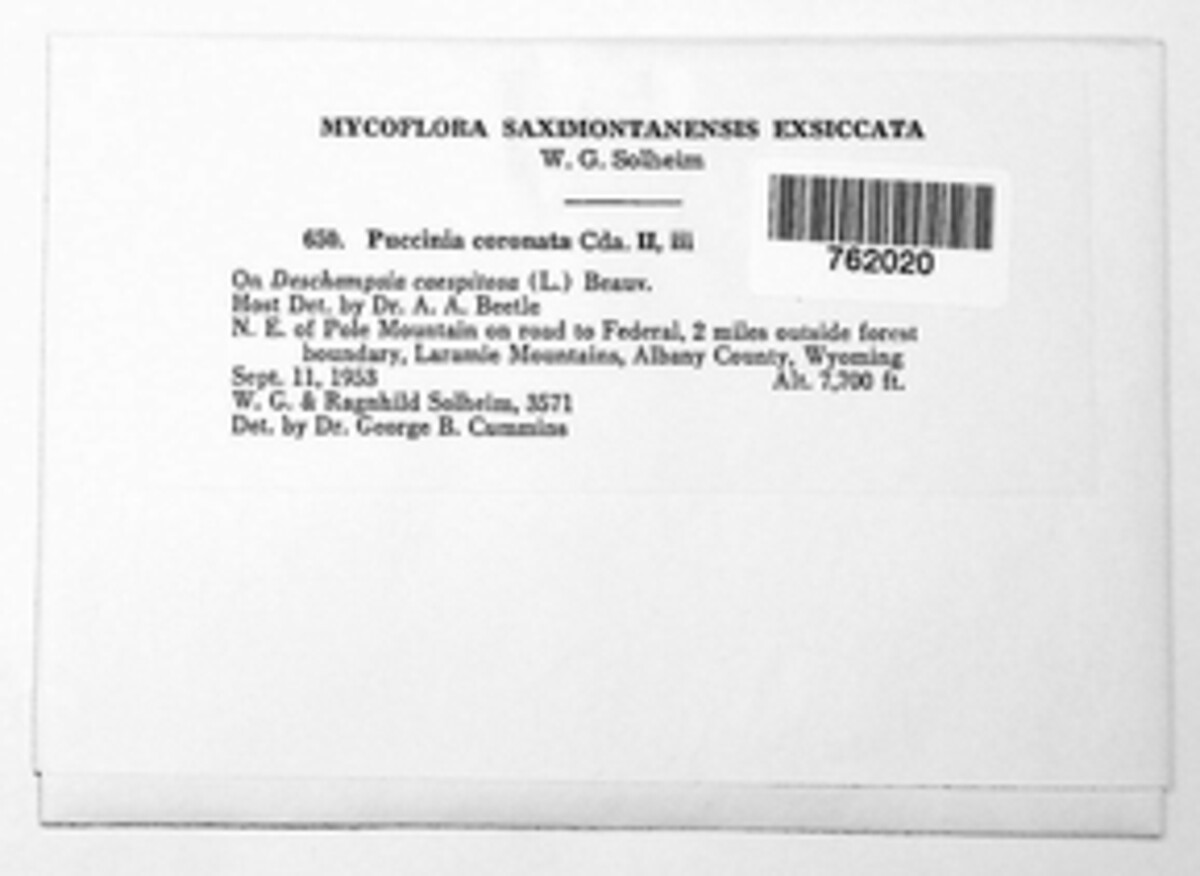 MYCOFLORA SAXIMONTANENSIS EXSICCATA
W. G. Solheim
650. Puccinia coronata Cda. II, iii
762020
On Deschampsia caespitosa (L.) Beauv.
Host Det. by Dr. A. A. Beetle
N. E. of Pole Mountain on road to Federal, 2 miles outside forest
boundary, Laramie Mountains, Albany County, Wyoming
Sept. 11, 1953 Alt. 7,700 ft.
W. G. & Ragnhild Solheim, 3571
Det. by Dr. George B. Cummins